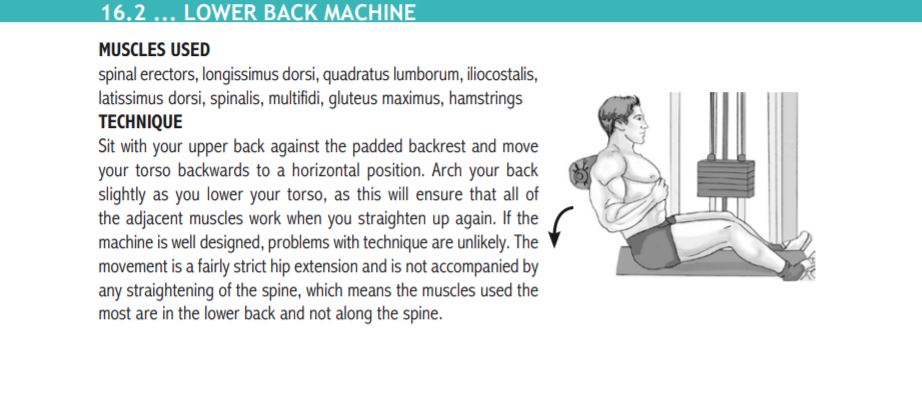 16.2 ... LOWER BACK MACHINE
MUSCLES USED
spinal erectors, longissimus dorsi, quadratus lumborum, iliocostalis,
latissimus dorsi, spinalis, multifidi, gluteus maximus, hamstrings
TECHNIQUE
Sit with your upper back against the padded backrest and move
your torso backwards to a horizontal position. Arch your back
slightly as you lower your torso, as this will ensure that all of
the adjacent muscles work when you straighten up again. If the
machine is well designed, problems with technique are unlikely. The
movement is a fairly strict hip extension and is not accompanied by
any straightening of the spine, which means the muscles used the
most are in the lower back and not along the spine.